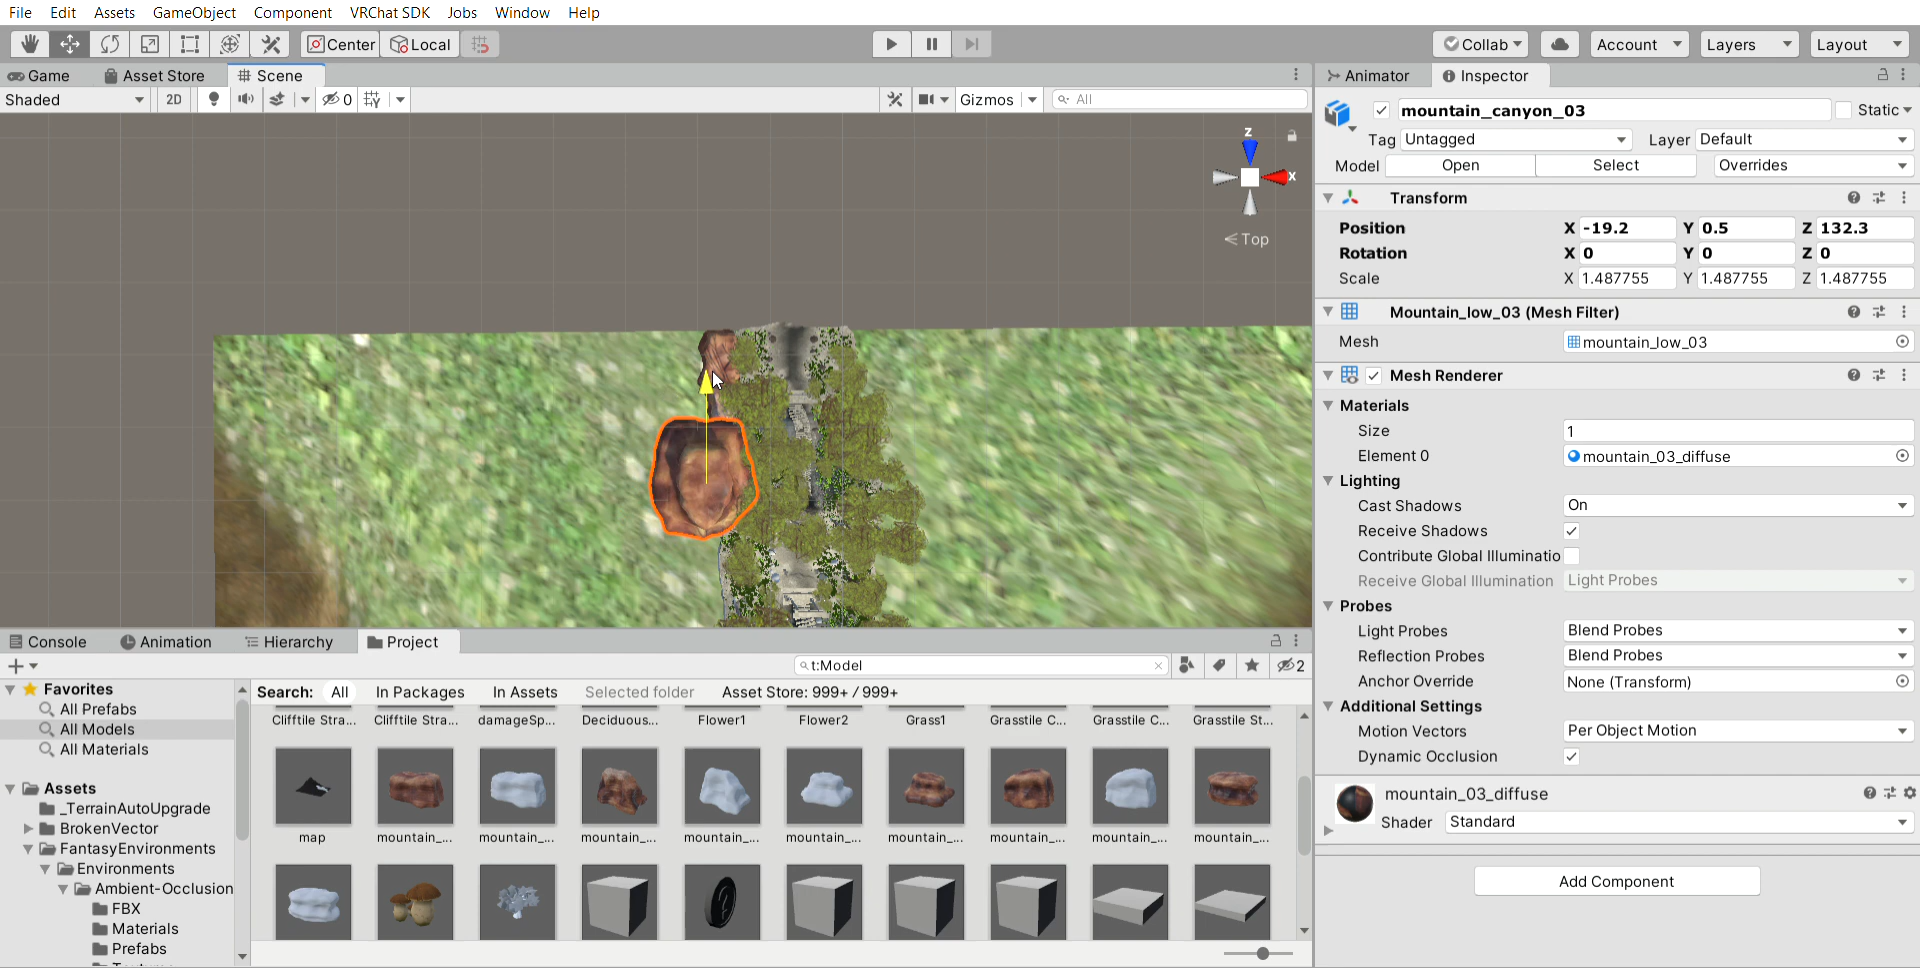 File Edit Assets GameObject Component VRChat SDK Jobs Window Help
Center Local Collab Account Layers Layout
Game Asset Store Scene
Shaded 2D 0 Gizmos All
z
x
Top
Animator Inspector
mountain_canyon_03 Static
Tag Untagged Layer Default
Model Open Select Overrides
Transform
Position X -19.2 Y 0.5 Z 132.3
Rotation X 0 Y 0 Z 0
Scale X 1.487755 Y 1.487755 Z 1.487755
Mountain_low_03 (Mesh Filter)
Mesh mountain_low_03
Mesh Renderer
Materials
Size 1
Element 0 mountain_03_diffuse
Lighting
Cast Shadows On
Receive Shadows
Contribute Global Illuminatio
Receive Global Illumination Light Probes
Probes
Light Probes Blend Probes
Reflection Probes Blend Probes
Anchor Override None (Transform)
Additional Settings
Motion Vectors Per Object Motion
Dynamic Occlusion
mountain_03_diffuse
Shader Standard
Add Component
Console Animation Hierarchy Project
t:Model 2
Favorites
All Prefabs
All Models
All Materials
Assets
_TerrainAutoUpgrade
BrokenVector
FantasyEnvironments
Environments
Ambient-Occlusion
FBX
Materials
Prefabs
Search: All In Packages In Assets Selected folder Asset Store: 999+ / 999+
Clifftile Stra... Clifftile Stra... damageSp... Deciduous... Flower1 Flower2 Grass1 Grasstile C... Grasstile C... Grasstile St...
map mountain_... mountain_... mountain_... mountain_... mountain_... mountain_... mountain_... mountain_... mountain_...